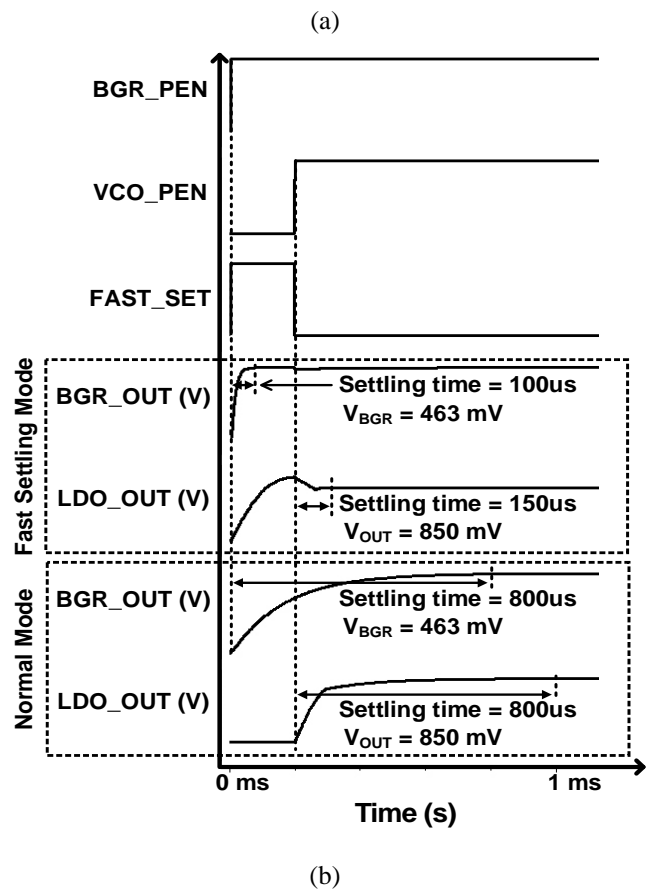 (a)
BGR_PEN
VCO_PEN
FAST_SET
Fast Settling Mode
BGR_OUT (V)
Settling time = 100us
VBGR = 463 mV
LDO_OUT (V)
Settling time = 150us
VOUT = 850 mV
Normal Mode
BGR_OUT (V)
Settling time = 800us
VBGR = 463 mV
LDO_OUT (V)
Settling time = 800us
VOUT = 850 mV
0 ms
1 ms
Time (s)
(b)